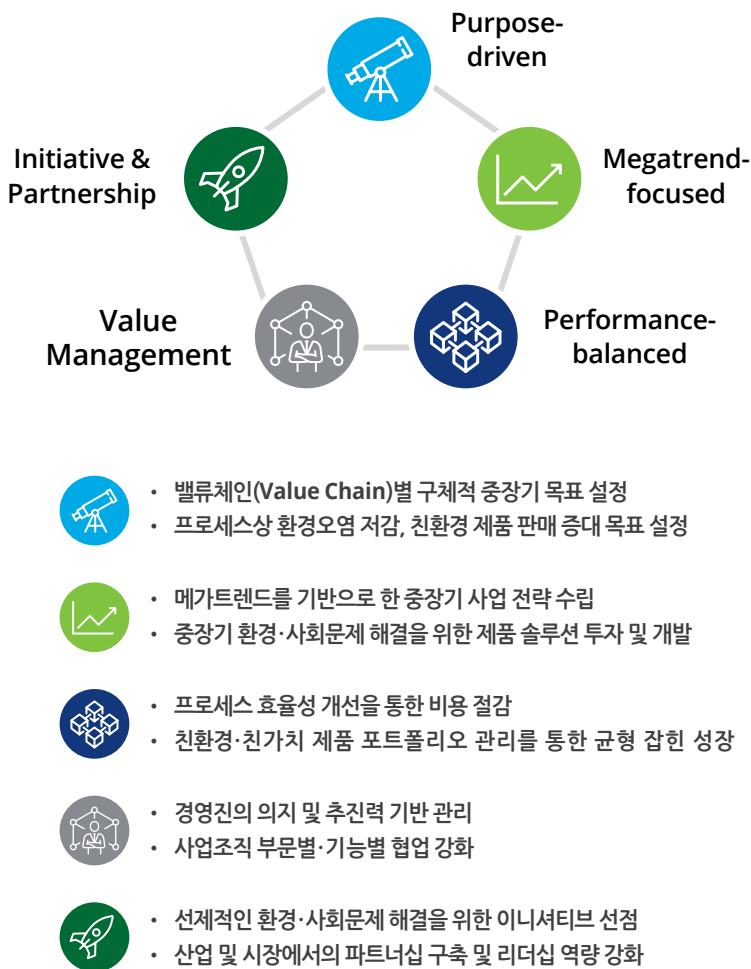 Purpose-
driven
Initiative &
Partnership
Megatrend-
focused
Value
Management
Performance-
balanced
• 밸류체인(Value Chain)별 구체적 중장기 목표 설정
• 프로세스상 환경오염 저감, 친환경 제품 판매 증대 목표 설정
• 메가트렌드를 기반으로 한 중장기 사업 전략 수립
• 중장기 환경·사회문제 해결을 위한 제품 솔루션 투자 및 개발
• 프로세스 효율성 개선을 통한 비용 절감
• 친환경·친가치 제품 포트폴리오 관리를 통한 균형 잡힌 성장
• 경영진의 의지 및 추진력 기반 관리
• 사업조직 부문별·기능별 협업 강화
• 선제적인 환경·사회문제 해결을 위한 이니셔티브 선점
• 산업 및 시장에서의 파트너십 구축 및 리더십 역량 강화